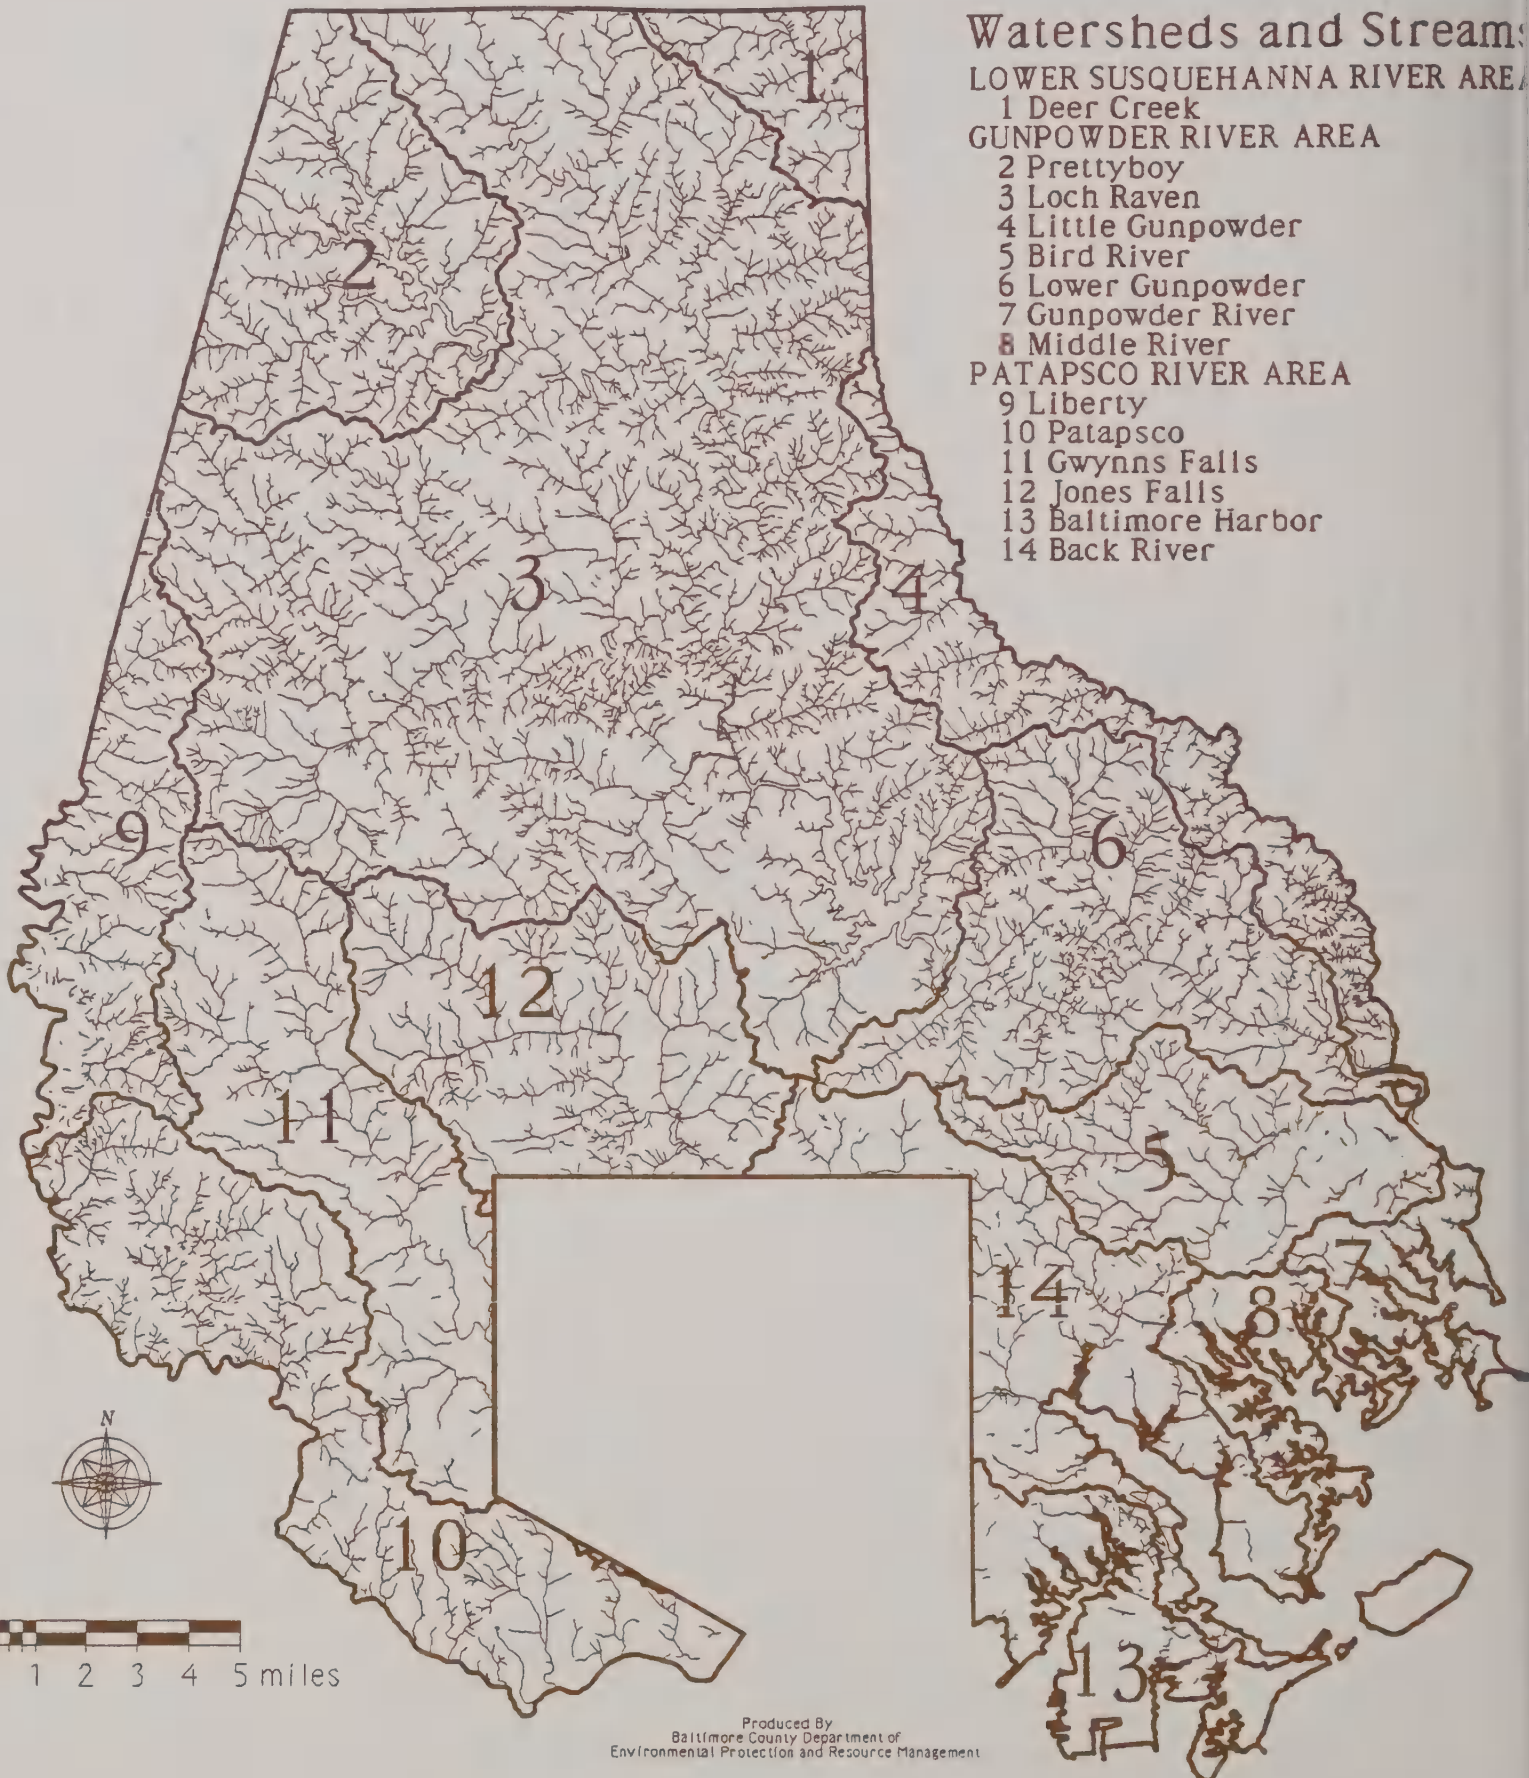 Watersheds and Streams
LOWER SUSQUEHANNA RIVER AREA
1 Deer Creek
GUNPOWDER RIVER AREA
2 Prettyboy
3 Loch Raven
4 Little Gunpowder
5 Bird River
6 Lower Gunpowder
7 Gunpowder River
8 Middle River
PATAPSCO RIVER AREA
9 Liberty
10 Patapsco
11 Gwynns Falls
12 Jones Falls
13 Baltimore Harbor
14 Back River
1
2
3
4
9
6
12
11
5
14
7
8
N
10
13
1 2 3 4 5 miles
Produced By
Baltimore County Department of
Environmental Protection and Resource Management